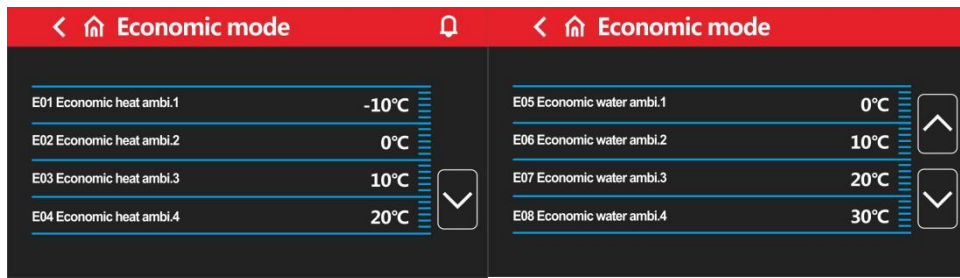 Economic mode
E01 Economic heat ambi.1 -10℃
E02 Economic heat ambi.2 0℃
E03 Economic heat ambi.3 10℃
E04 Economic heat ambi.4 20℃
Economic mode
E05 Economic water ambi.1 0℃
E06 Economic water ambi.2 10℃
E07 Economic water ambi.3 20℃
E08 Economic water ambi.4 30℃